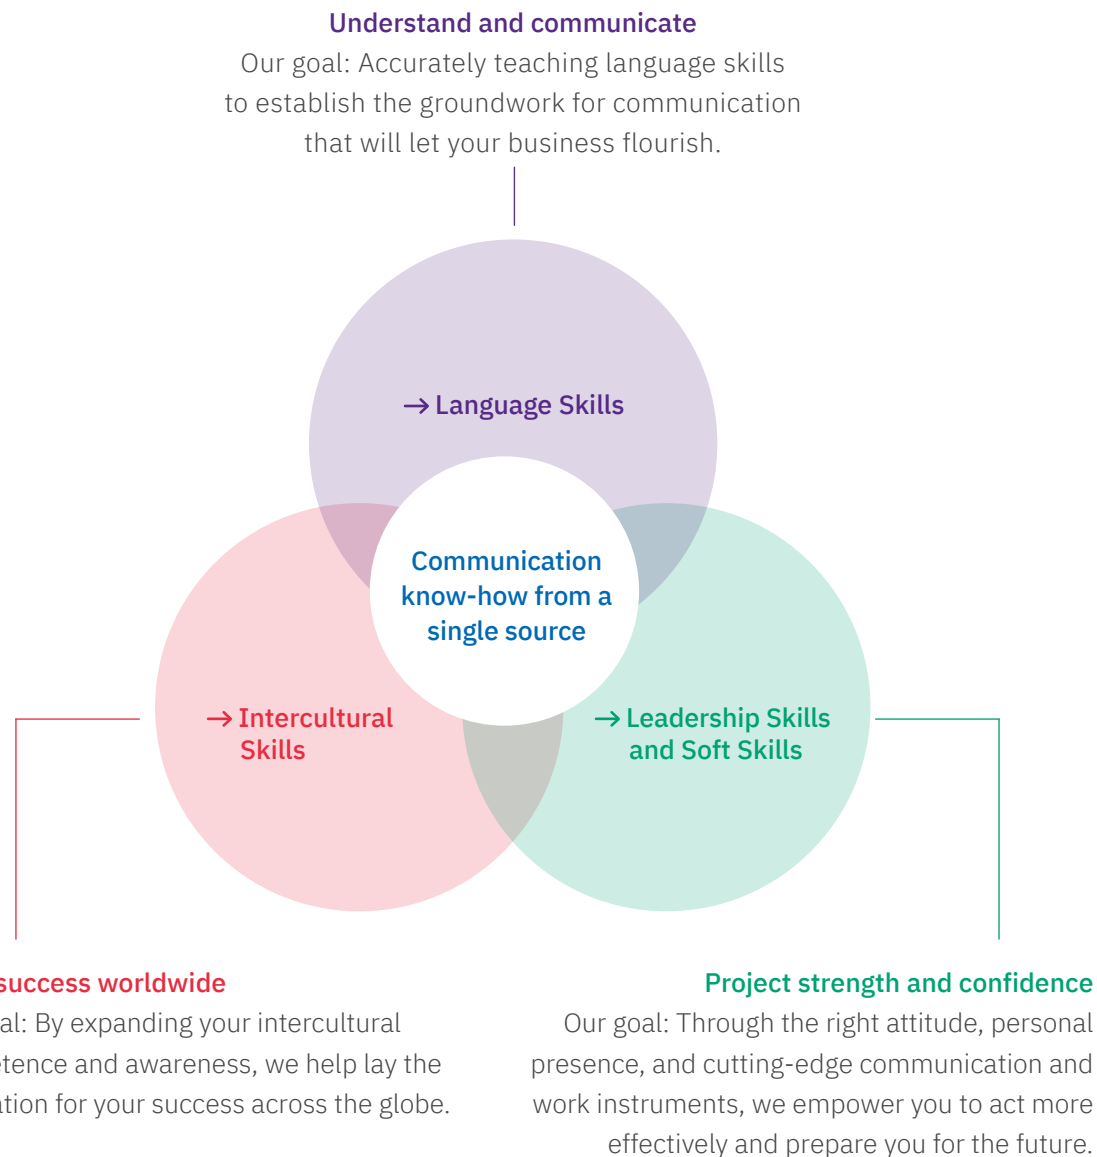 Understand and communicate
Our goal: Accurately teaching language skills
to establish the groundwork for communication
that will let your business flourish.
→ Language Skills
Communication
know-how from a
single source
→ Intercultural
Skills
→ Leadership Skills
and Soft Skills
success worldwide
al: By expanding your intercultural
etence and awareness, we help lay the
ation for your success across the globe.
Project strength and confidence
Our goal: Through the right attitude, personal
presence, and cutting-edge communication and
work instruments, we empower you to act more
effectively and prepare you for the future.